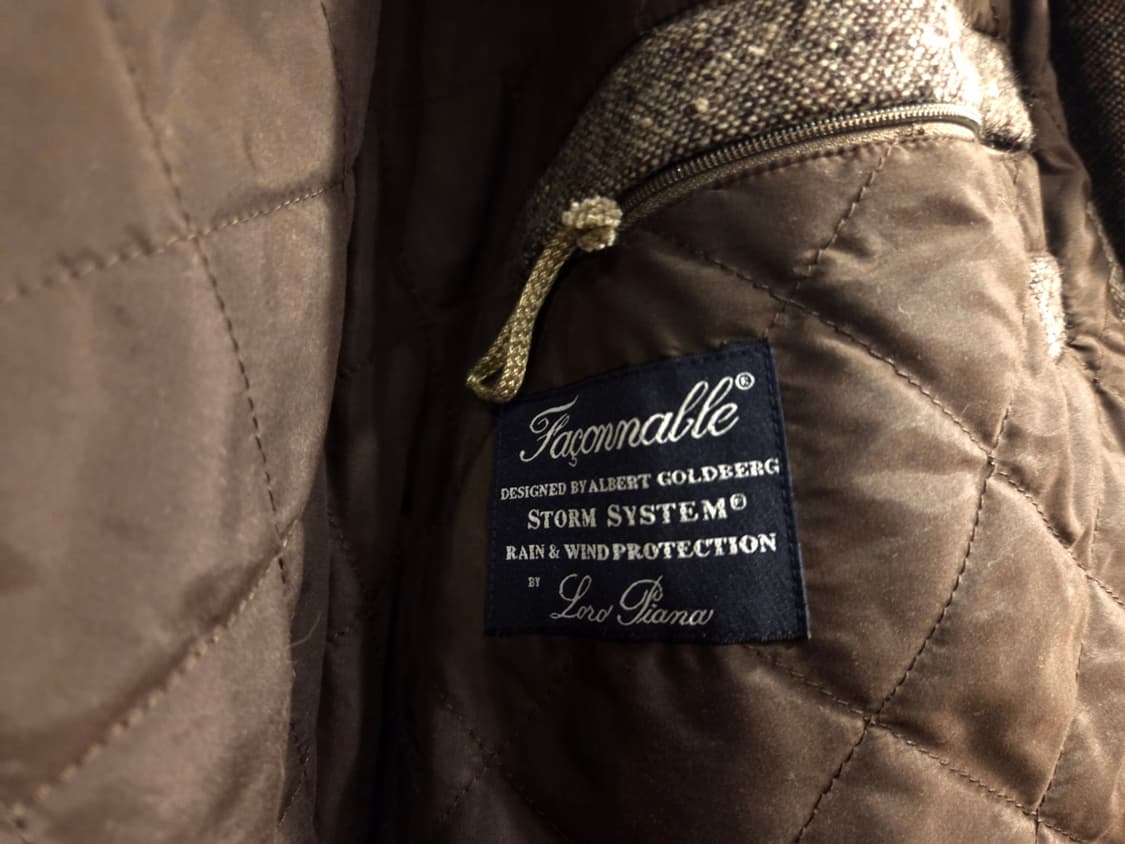 Façonnable®
DESIGNED BY ALBERT GOLDBERG
STORM SYSTEM®
RAIN & WIND PROTECTION
BY Loro Piana